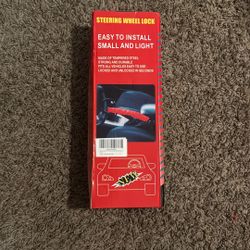 STEERING WHEEL LOCK
EASY TO INSTALL
SMALL AND LIGHT
MADE OF TEMPERED STEEL
STRONG AND DURABLE
FITS ALL VEHICLES EASY TO USE
LOCKED AND UNLOCKED IN SECONDS